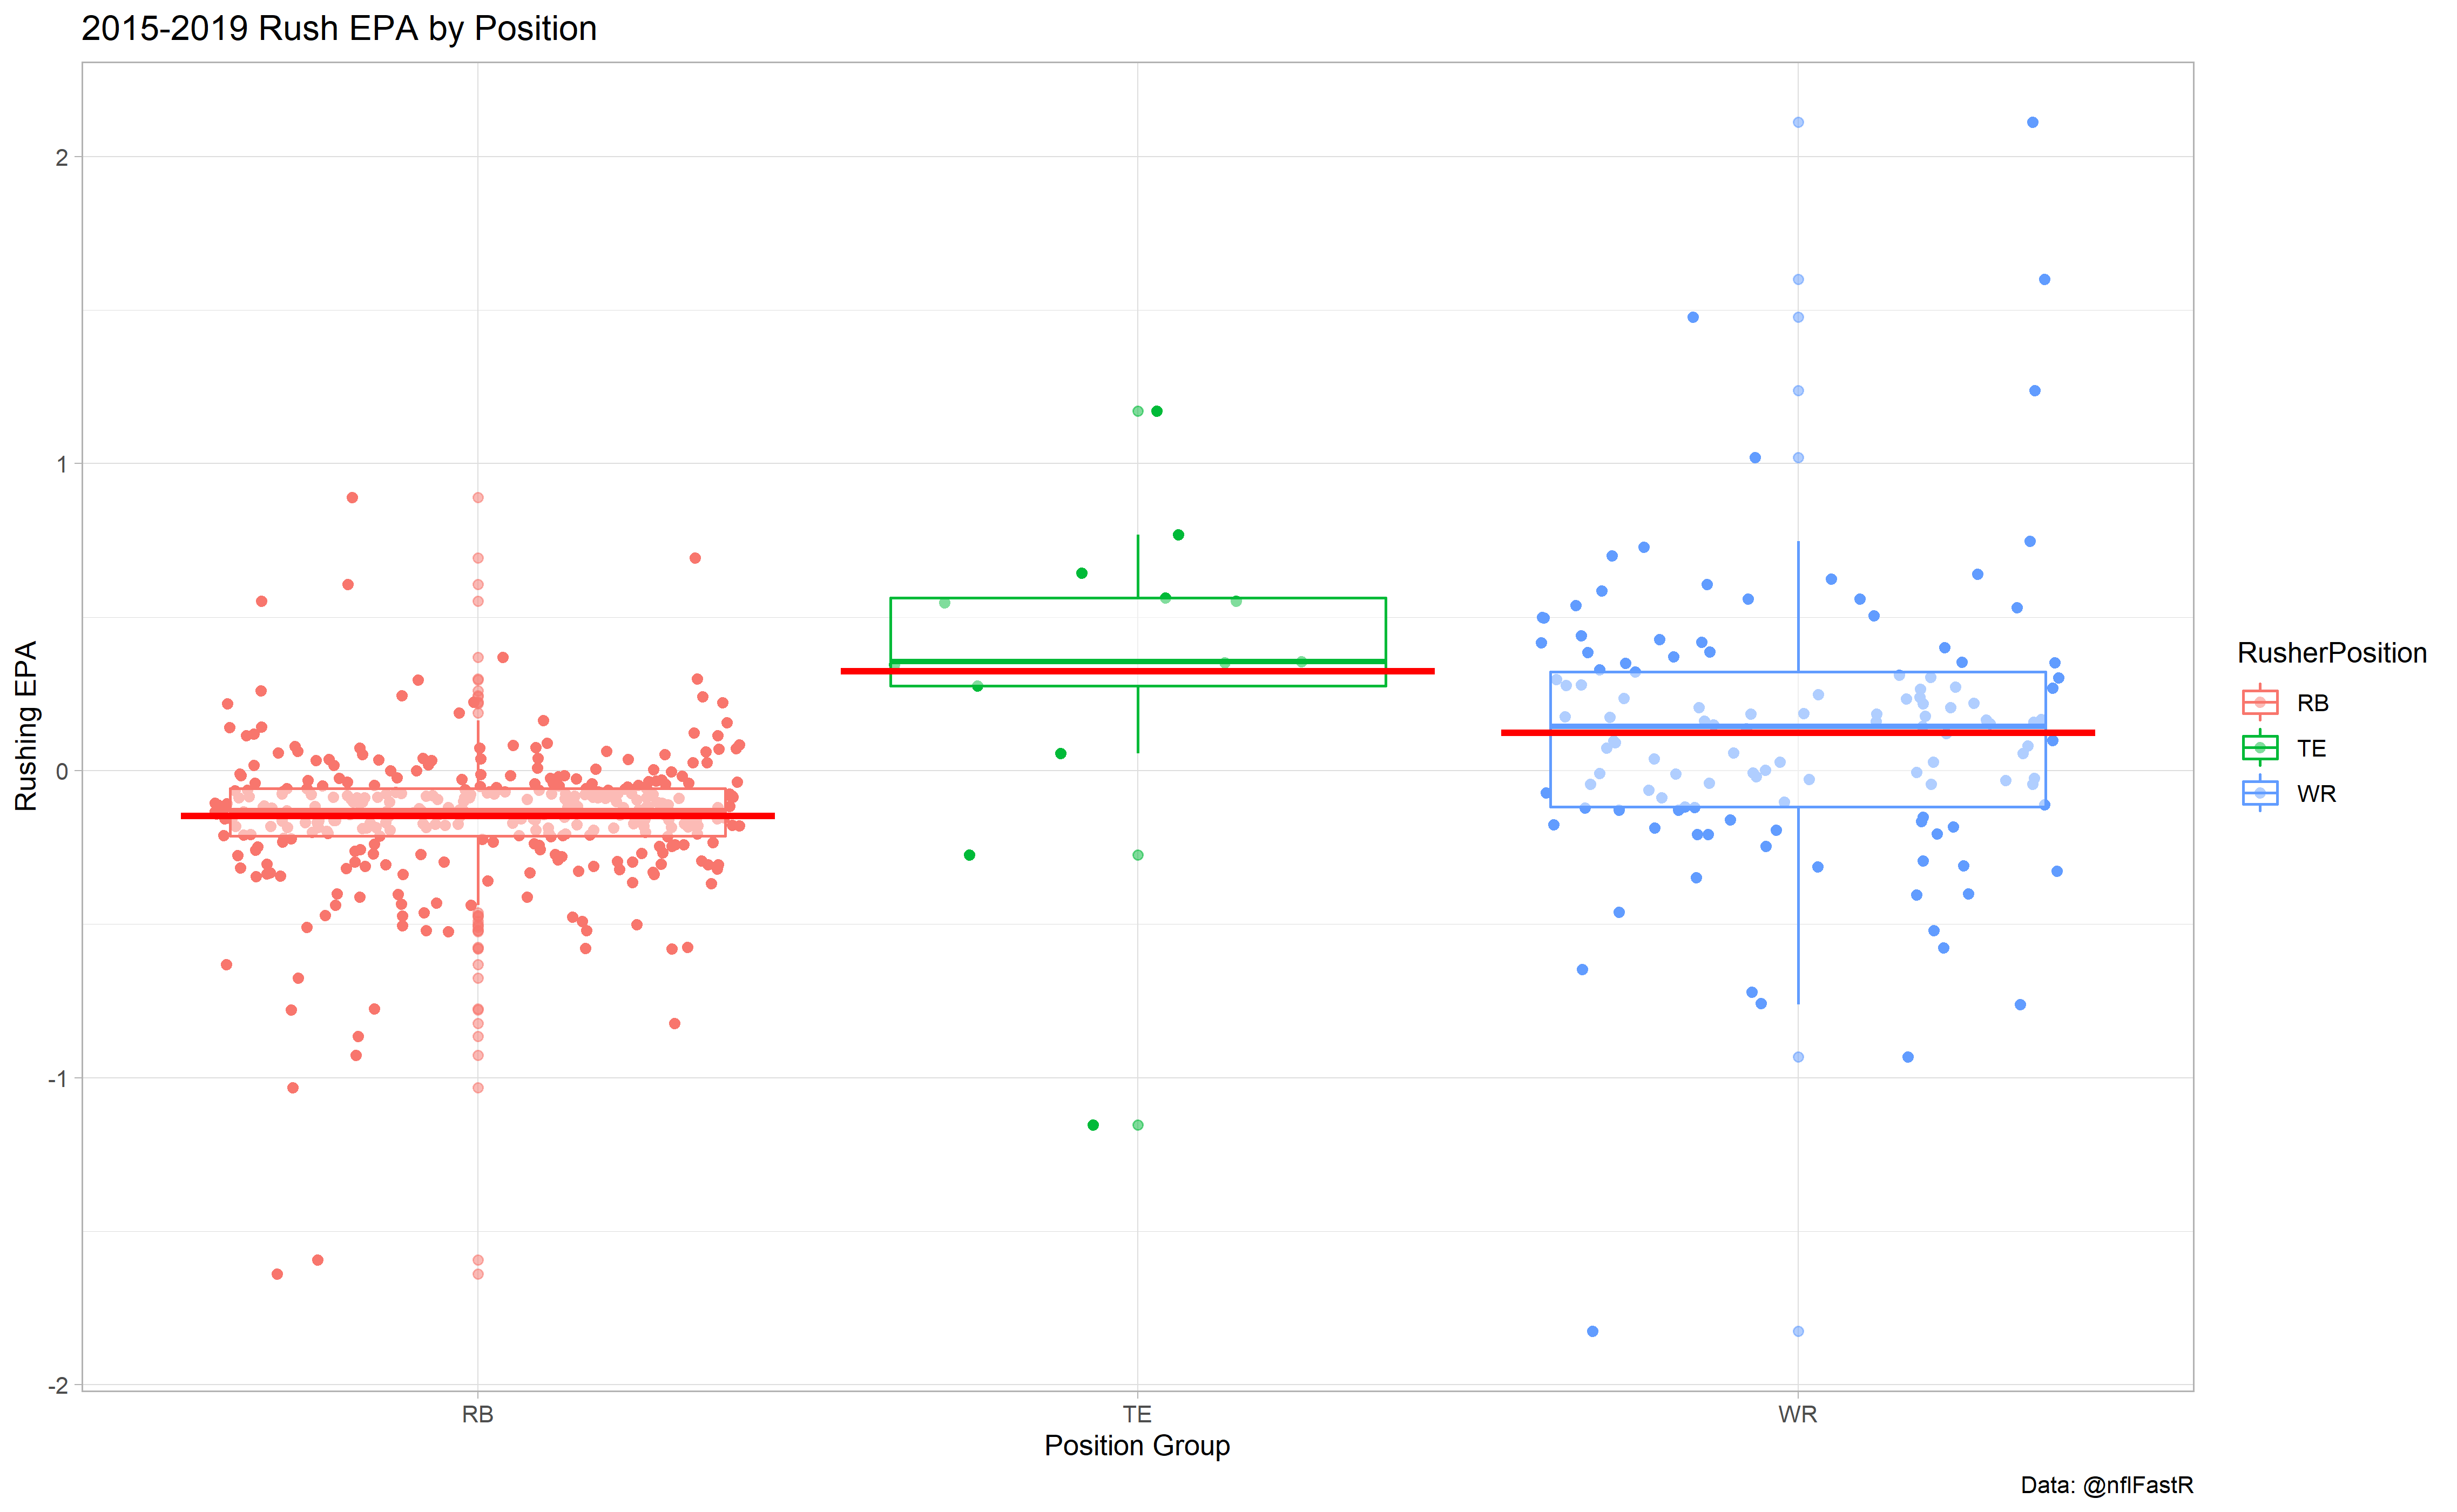 2015-2019 Rush EPA by Position
2
1
0
-1
-2
Rushing EPA
RB
TE
WR
Position Group
RusherPosition
RB
TE
WR
Data: @nflFastR